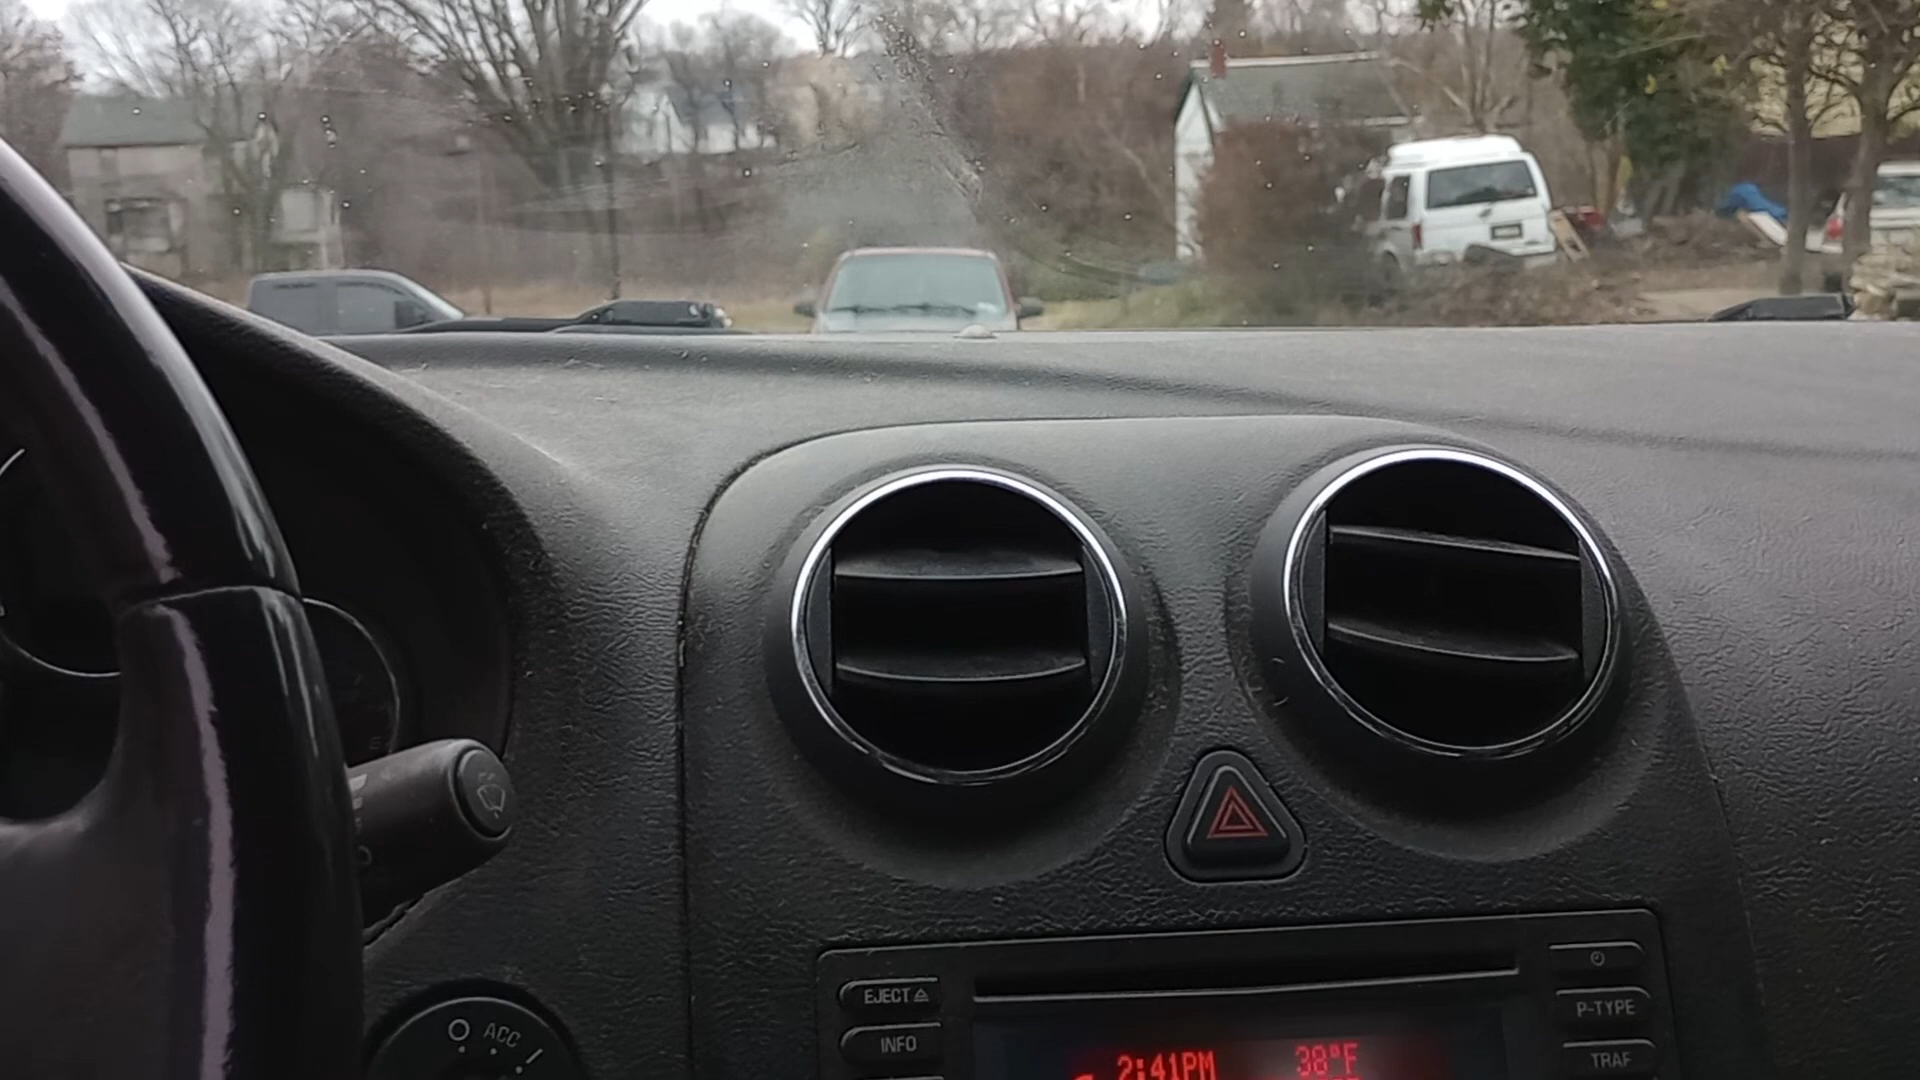 EJECT
INFO
ACC
2:41PM 38°F
P-TYPE
TRAF